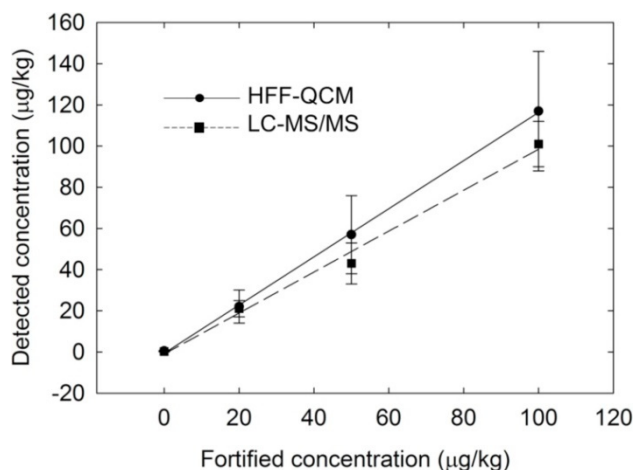 160
140
120
100
80
60
40
20
0
-20
Detected concentration (μg/kg)
HFF-QCM
LC-MS/MS
0 20 40 60 80 100 120
Fortified concentration (μg/kg)